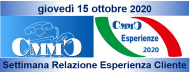 giovedì 15 ottobre 2020
CMMC
CMMC
Esperienze
2020
Settimana Relazione Esperienza Cliente